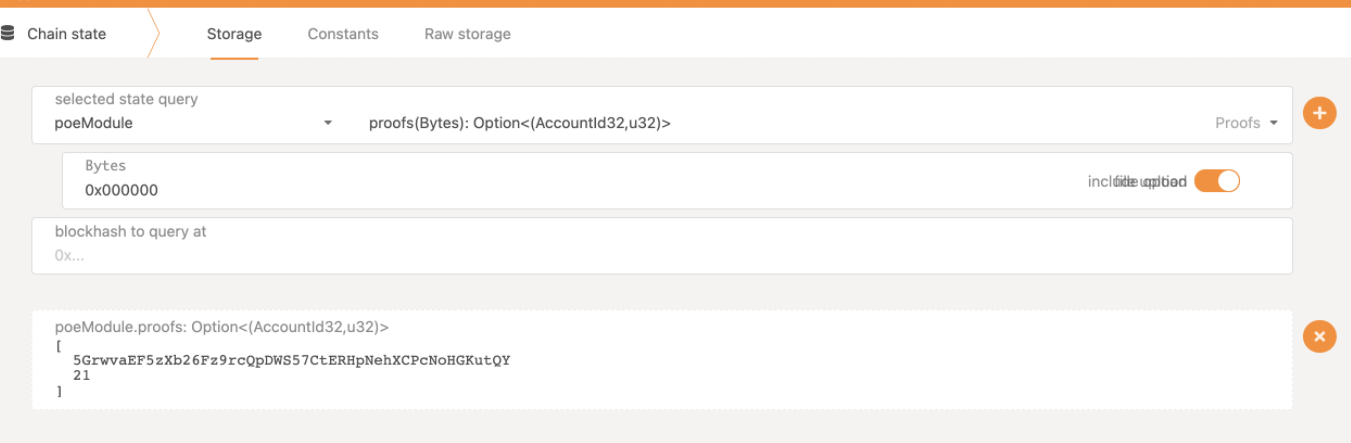 Chain state Storage Constants Raw storage
selected state query
poeModule proofs(Bytes): Option<(AccountId32,u32)> Proofs
Bytes
0x000000
include option
file upload
blockhash to query at
0x...
poeModule.proofs: Option<(AccountId32,u32)>
[
5GrwvaEF5zXb26Fz9rcQpDWS57CtERHpNehXCPcNoHGKutQY
21
]